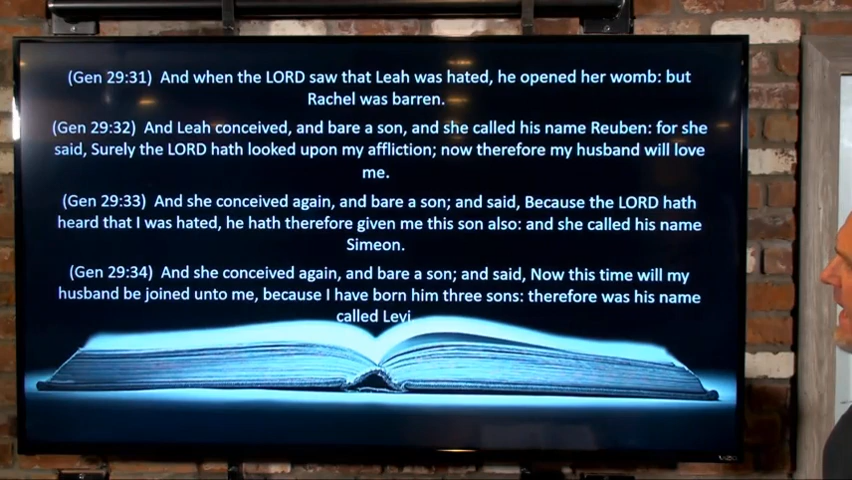 (Gen 29:31) And when the LORD saw that Leah was hated, he opened her womb: but
Rachel was barren.
(Gen 29:32) And Leah conceived, and bare a son, and she called his name Reuben: for she
said, Surely the LORD hath looked upon my affliction; now therefore my husband will love
me.
(Gen 29:33) And she conceived again, and bare a son; and said, Because the LORD hath
heard that I was hated, he hath therefore given me this son also: and she called his name
Simeon.
(Gen 29:34) And she conceived again, and bare a son; and said, Now this time will my
husband be joined unto me, because I have born him three sons: therefore was his name
called Levi.
VIZIO